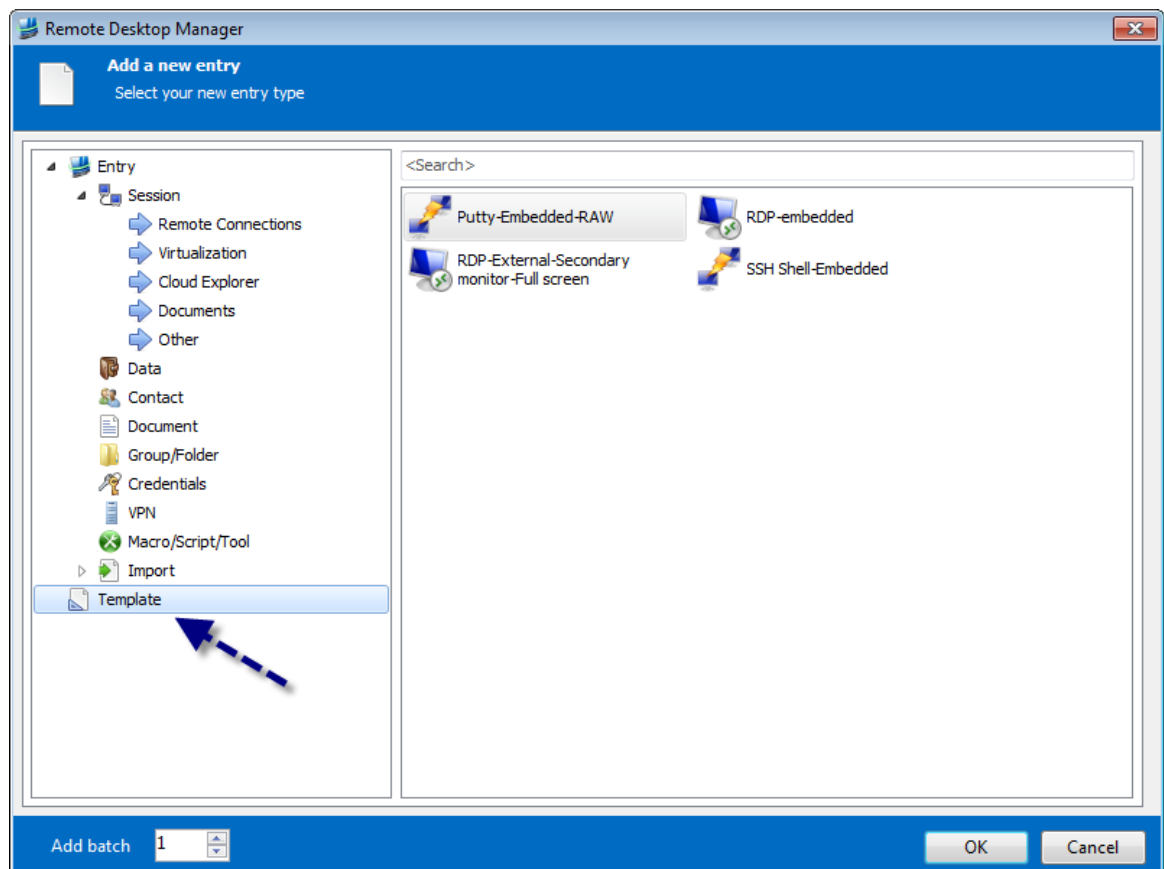 Remote Desktop Manager
Add a new entry
Select your new entry type
Entry
Session
Remote Connections
Virtualization
Cloud Explorer
Documents
Other
Data
Contact
Document
Group/Folder
Credentials
VPN
Macro/Script/Tool
Import
Template
<Search>
Putty-Embedded-RAW
RDP-embedded
RDP-External-Secondary
monitor-Full screen
SSH Shell-Embedded
Add batch 1
OK
Cancel